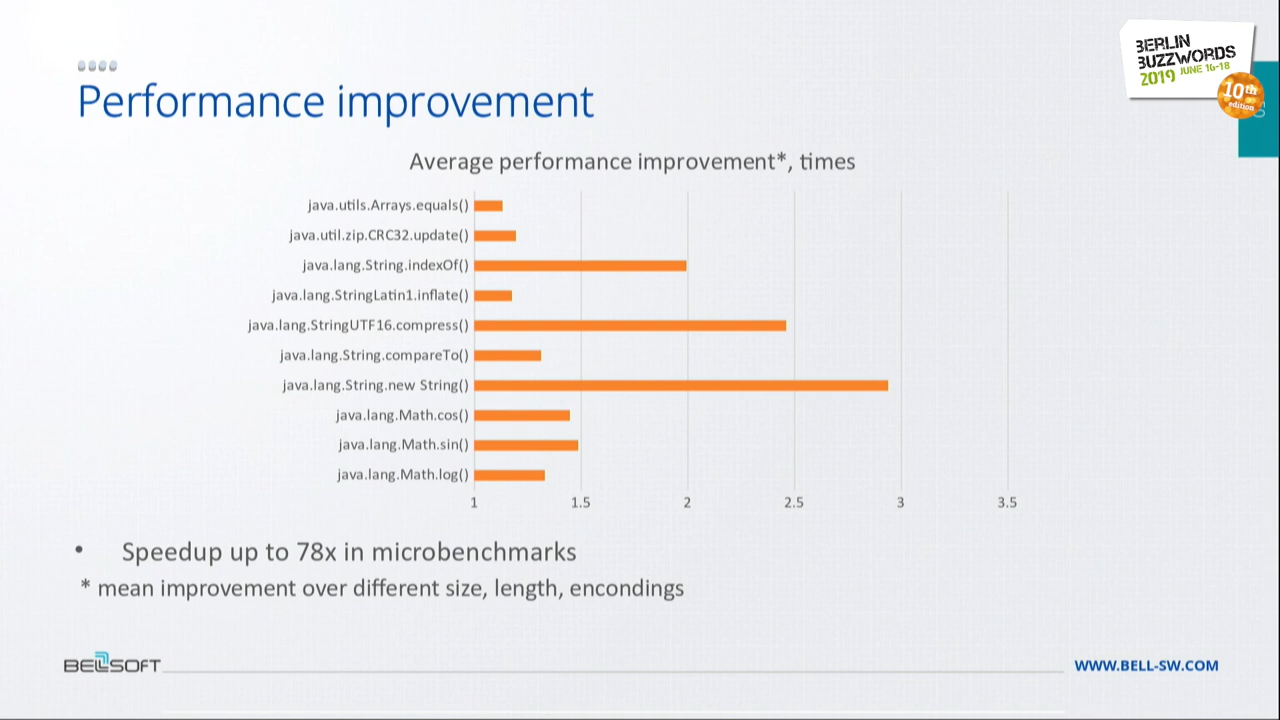 BERLIN
BUZZWORDS
2019 JUNE 16-18
10th
edition
Performance improvement
Average performance improvement*, times
java.utils.Arrays.equals()
java.util.zip.CRC32.update()
java.lang.String.indexOf()
java.lang.StringLatin1.inflate()
java.lang.StringUTF16.compress()
java.lang.String.compareTo()
java.lang.String.new String()
java.lang.Math.cos()
java.lang.Math.sin()
java.lang.Math.log()
1 1.5 2 2.5 3 3.5
• Speedup up to 78x in microbenchmarks
* mean improvement over different size, length, encondings
BELLSOFT
WWW.BELL-SW.COM